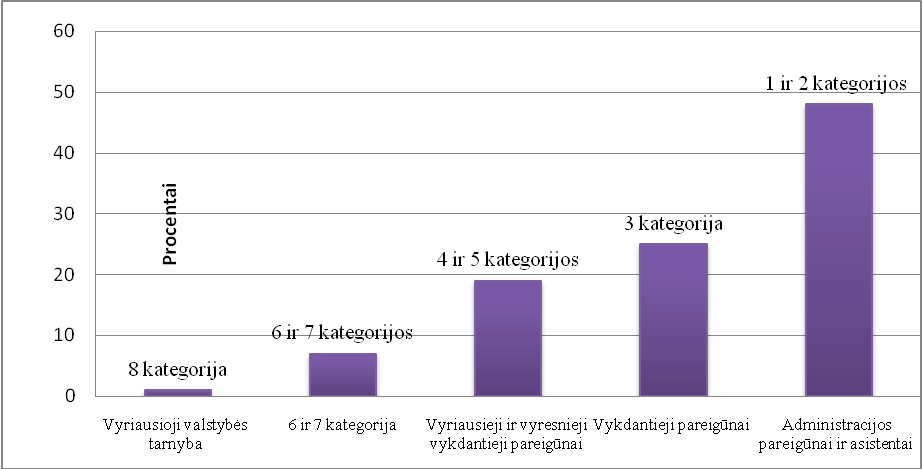 60
50
40
30
20
10
0
Procentai
8 kategorija
6 ir 7 kategorijos
4 ir 5 kategorijos
3 kategorija
1 ir 2 kategorijos
Vyriausioji valstybės
tarnyba
6 ir 7 kategorija
Vyriausieji ir vyresnieji
vykdantieji pareigūnai
Vykdantieji pareigūnai
Administracijos
pareigūnai ir asistentai